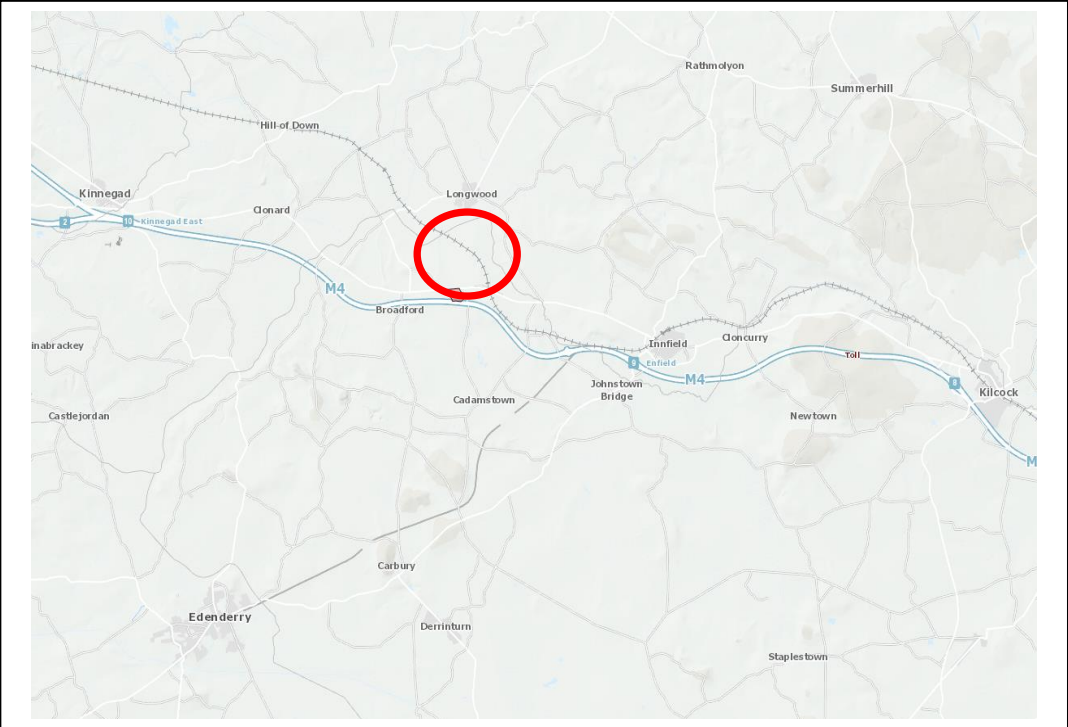 Rathmolyon
Summerhill
Hill of Down
Kinnegad
Longwood
Clonard
2
10
Kinnegad East
M4
Broadford
inabrackey
Innfield
Cloncurry
Toll
9
Enfield
M4
8
Kilcock
Johnstown
Bridge
Cadamstown
Castlejordan
Newtown
M
Carbury
Edenderry
Derrinturn
Staplestown